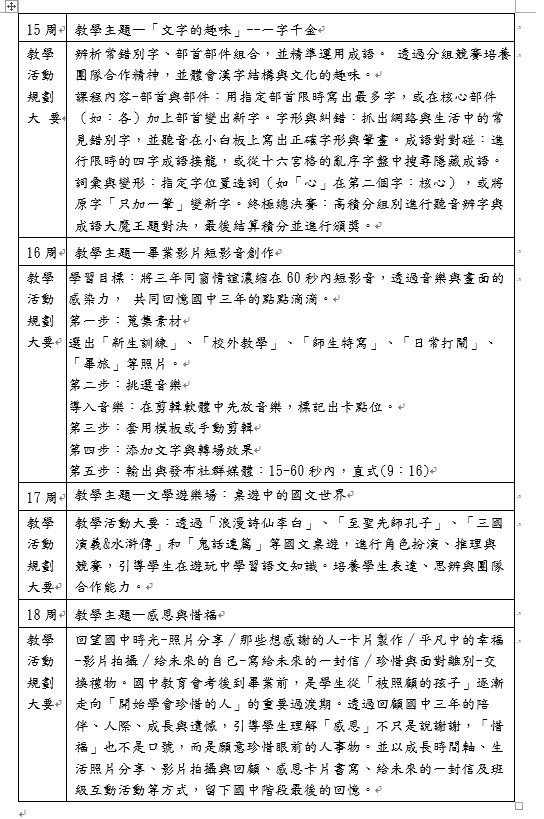 15周 教學主題—「文字的趣味」--一字千金
教學活動規劃大 要
辨析常錯別字、部首部件組合，並精準運用成語。 透過分組競賽培養
團隊合作精神，並體會漢字結構與文化的趣味。
課程內容-部首與部件：用指定部首限時寫出最多字，或在核心部件
（如：各）加上部首變出新字。字形與糾錯：抓出網路與生活中的常
見錯別字，並聽音在小白板上寫出正確字形與筆畫。成語對對碰：進
行限時的四字成語接龍，或從十六宮格的亂序字盤中搜尋隱藏成語。
詞彙與變形：指定字位置造詞（如「心」在第二個字：核心），或將
原字「只加一筆」變新字。終極總決賽：高積分組別進行聽音辨字與
成語大魔王題對決，最後結算積分並進行頒獎。
16周 教學主題—畢業影片短影音創作
教學活動規劃大要
學習目標：將三年同窗情誼濃縮在60秒內短影音，透過音樂與畫面的
感染力， 共同回憶國中三年的點點滴滴。
第一步：蒐集素材
選出「新生訓練」、「校外教學」、「師生特寫」、「日常打鬧」、
「畢旅」等照片。
第二步：挑選音樂
導入音樂：在剪輯軟體中先放音樂，標記出卡點位。
第三步：套用模板或手動剪輯
第四步：添加文字與轉場效果
第五步：輸出與發布社群媒體：15-60秒內，直式(9：16)
17周 教學主題—文學遊樂場：桌遊中的國文世界
教學活動規劃大要
教學活動大要：透過「浪漫詩仙李白」、「至聖先師孔子」、「三國
演義&水滸傳」和「鬼話連篇」等國文桌遊，進行角色扮演、推理與
競賽，引導學生在遊玩中學習語文知識。培養學生表達、思辨與團隊
合作能力。
18周 教學主題—感恩與惜福
教學活動規劃大要
回望國中時光-照片分享／那些想感謝的人-卡片製作／平凡中的幸福
-影片拍攝／給未來的自己-寫給未來的一封信／珍惜與面對離別-交
換禮物。國中教育會考後到畢業前，是學生從「被照顧的孩子」逐漸
走向「開始學會珍惜的人」的重要過渡期。透過回顧國中三年的陪
伴、人際、成長與遺憾，引導學生理解「感恩」不只是說謝謝，「惜
福」也不是口號，而是願意珍惜眼前的人事物。並以成長時間軸、生
活照片分享、影片拍攝與回顧、感恩卡片書寫、給未來的一封信及班
級互動活動等方式，留下國中階段最後的回憶。